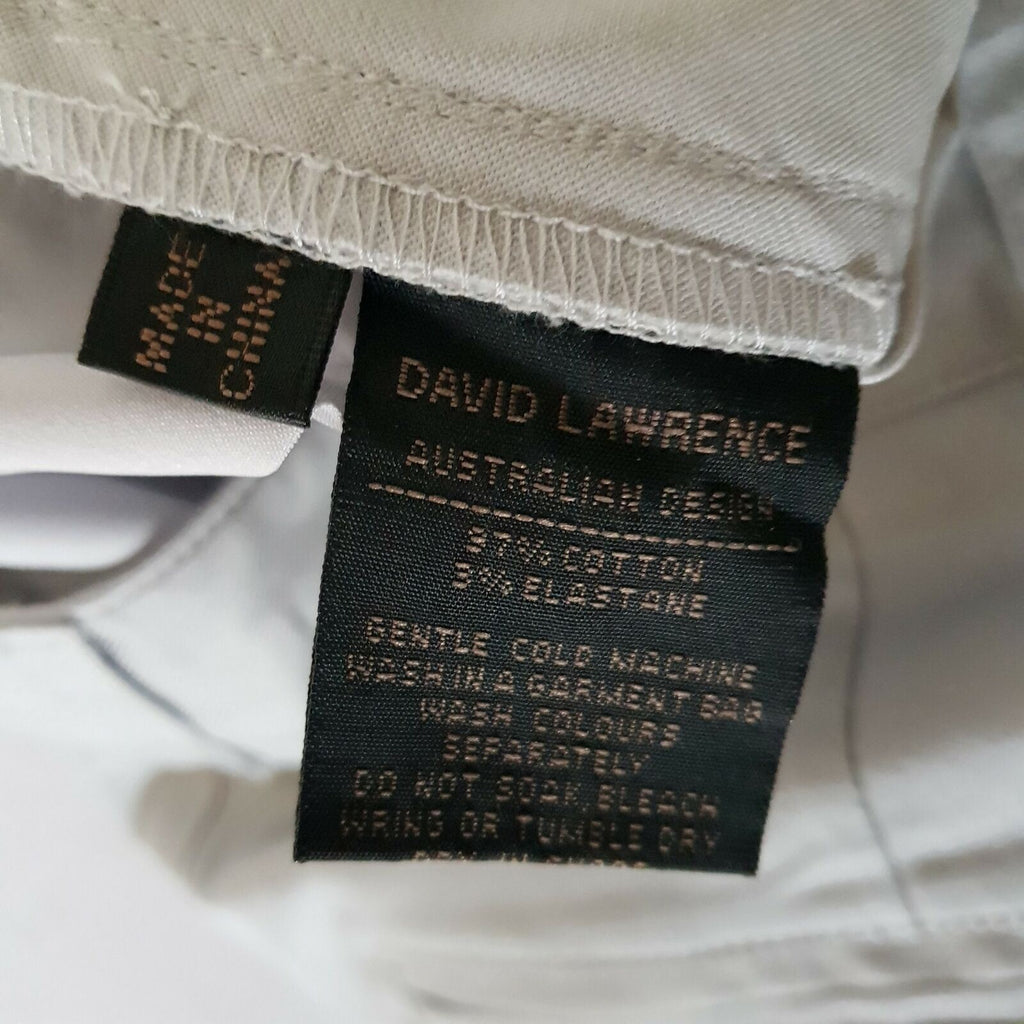 MADE
IN
CHINA
DAVID LAWRENCE
AUSTRALIAN DESIGN
97% COTTON
3% ELASTANE
GENTLE COLD MACHINE
WASH IN A GARMENT BAG
WASH COLOURS
SEPARATELY
DO NOT SOAK, BLEACH
WRING OR TUMBLE DRY